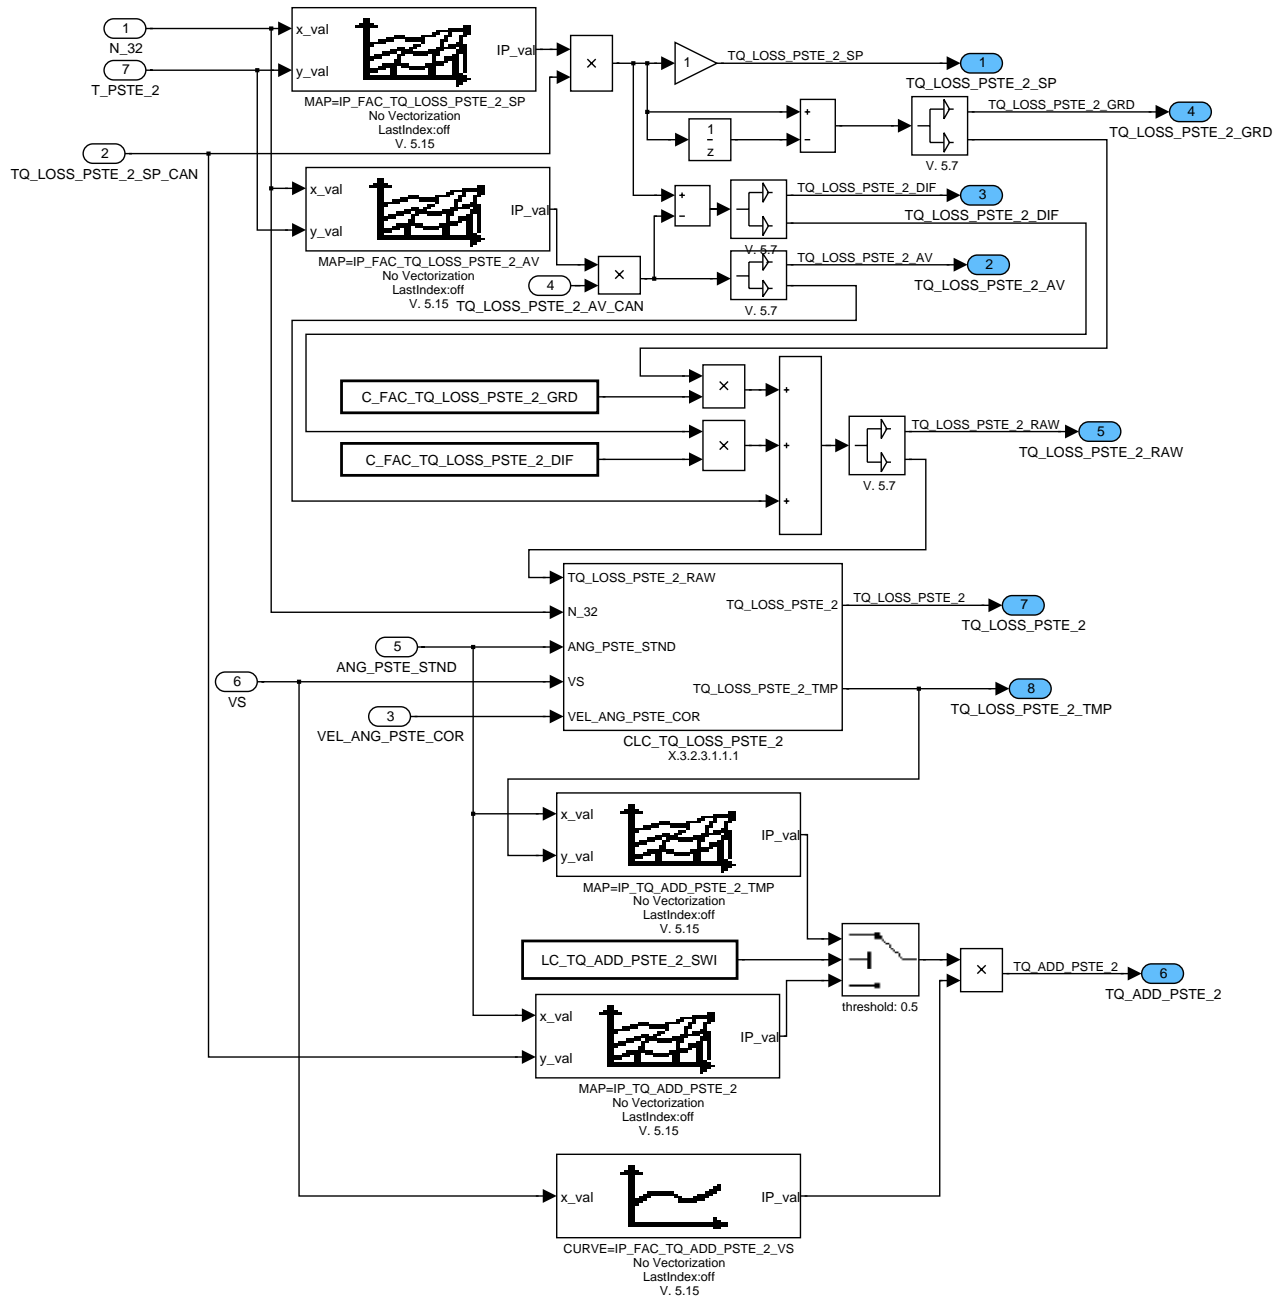 1
N_32
7
T_PSTE_2
x_val
y_val
IP_val
MAP=IP_FAC_TQ_LOSS_PSTE_2_SP
No Vectorization
LastIndex:off
V. 5.15
×
1
TQ_LOSS_PSTE_2_SP
1
TQ_LOSS_PSTE_2_SP
2
TQ_LOSS_PSTE_2_SP_CAN
1
z
+
−
V. 5.7
TQ_LOSS_PSTE_2_GRD
4
TQ_LOSS_PSTE_2_GRD
x_val
y_val
IP_val
MAP=IP_FAC_TQ_LOSS_PSTE_2_AV
No Vectorization
LastIndex:off
V. 5.15
4
TQ_LOSS_PSTE_2_AV_CAN
×
+
−
V. 5.7
TQ_LOSS_PSTE_2_DIF
3
TQ_LOSS_PSTE_2_DIF
V. 5.7
TQ_LOSS_PSTE_2_AV
2
TQ_LOSS_PSTE_2_AV
C_FAC_TQ_LOSS_PSTE_2_GRD
×
+
C_FAC_TQ_LOSS_PSTE_2_DIF
×
+
+
V. 5.7
TQ_LOSS_PSTE_2_RAW
5
TQ_LOSS_PSTE_2_RAW
TQ_LOSS_PSTE_2_RAW
N_32
5
ANG_PSTE_STND
ANG_PSTE_STND
6
VS
VS
3
VEL_ANG_PSTE_COR
VEL_ANG_PSTE_COR
TQ_LOSS_PSTE_2
TQ_LOSS_PSTE_2_TMP
CLC_TQ_LOSS_PSTE_2
X.3.2.3.1.1.1
TQ_LOSS_PSTE_2
7
TQ_LOSS_PSTE_2
8
TQ_LOSS_PSTE_2_TMP
x_val
y_val
IP_val
MAP=IP_TQ_ADD_PSTE_2_TMP
No Vectorization
LastIndex:off
V. 5.15
LC_TQ_ADD_PSTE_2_SWI
threshold: 0.5
×
TQ_ADD_PSTE_2
6
TQ_ADD_PSTE_2
x_val
y_val
IP_val
MAP=IP_TQ_ADD_PSTE_2
No Vectorization
LastIndex:off
V. 5.15
x_val
IP_val
CURVE=IP_FAC_TQ_ADD_PSTE_2_VS
No Vectorization
LastIndex:off
V. 5.15